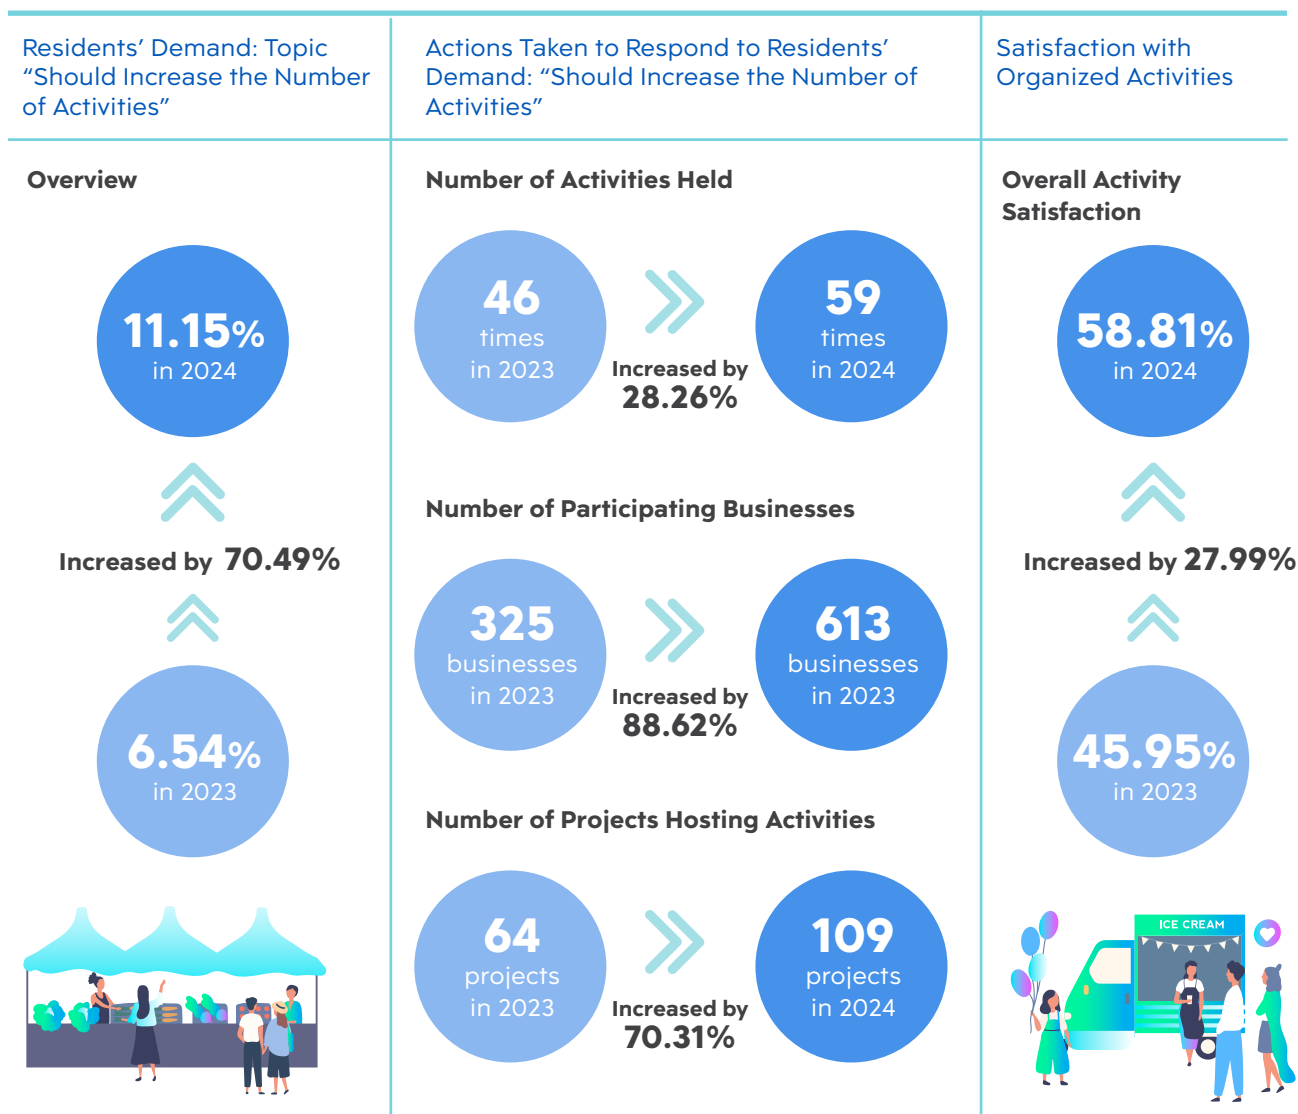 Residents’ Demand: Topic
“Should Increase the Number
of Activities”
Actions Taken to Respond to Residents’
Demand: “Should Increase the Number of
Activities”
Satisfaction with
Organized Activities
Overview
11.15%
in 2024
Increased by 70.49%
6.54%
in 2023
Number of Activities Held
46
times
in 2023
Increased by
28.26%
59
times
in 2024
Number of Participating Businesses
325
businesses
in 2023
Increased by
88.62%
613
businesses
in 2023
Number of Projects Hosting Activities
64
projects
in 2023
Increased by
70.31%
109
projects
in 2024
Overall Activity
Satisfaction
58.81%
in 2024
Increased by 27.99%
45.95%
in 2023
ICE CREAM